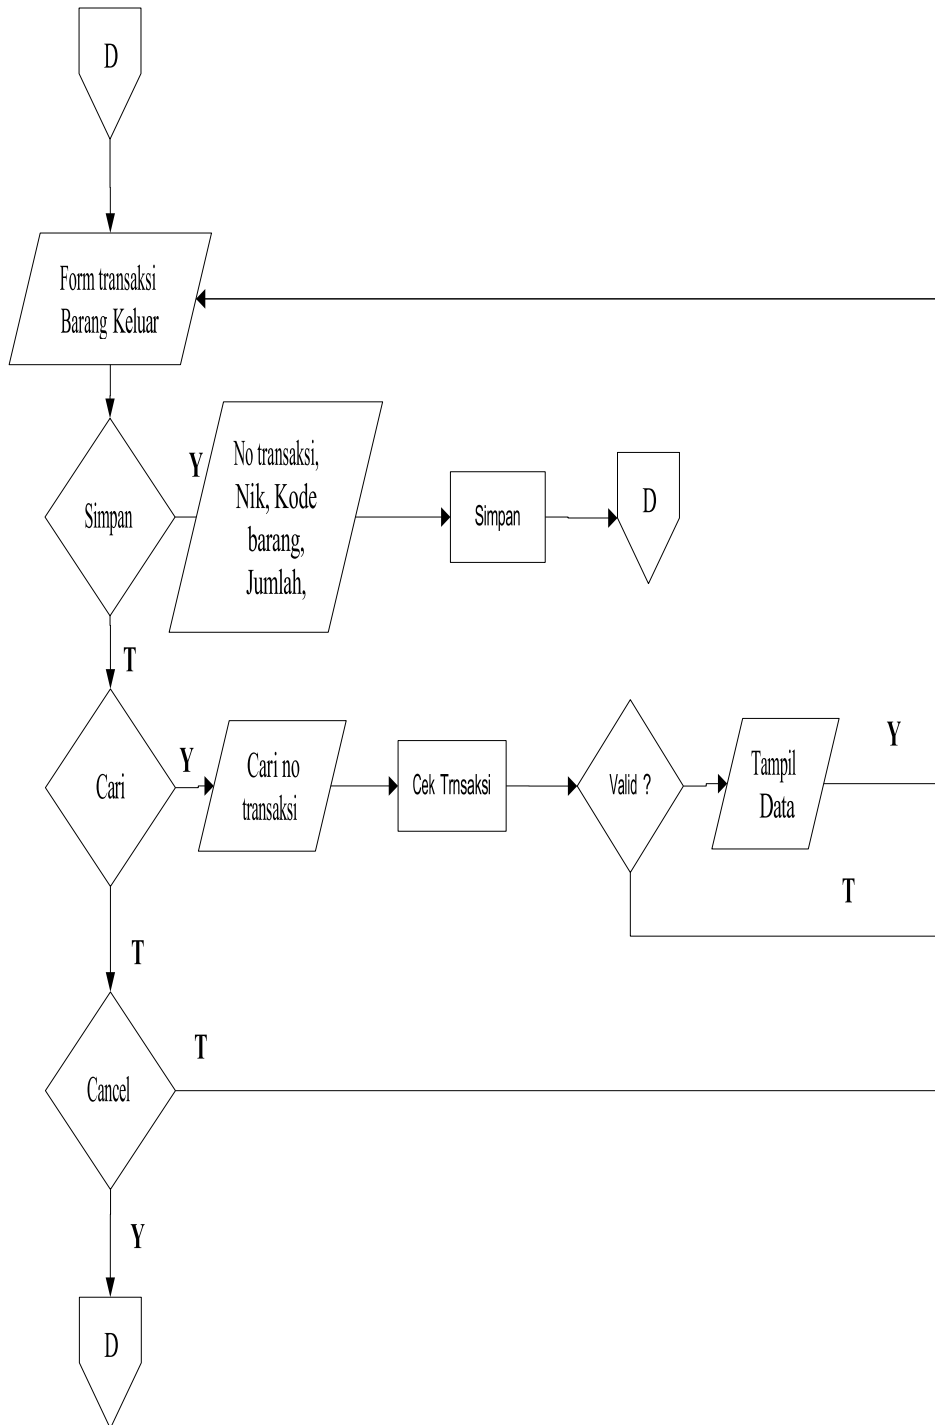 D
Form transaksi
Barang Keluar
Simpan
Y
No transaksi,
Nik, Kode
barang,
Jumlah,
Simpan
D
T
Cari
Y
Cari no
transaksi
Cek Trnsaksi
Valid ?
Tampil
Data
Y
T
T
Cancel
T
Y
D